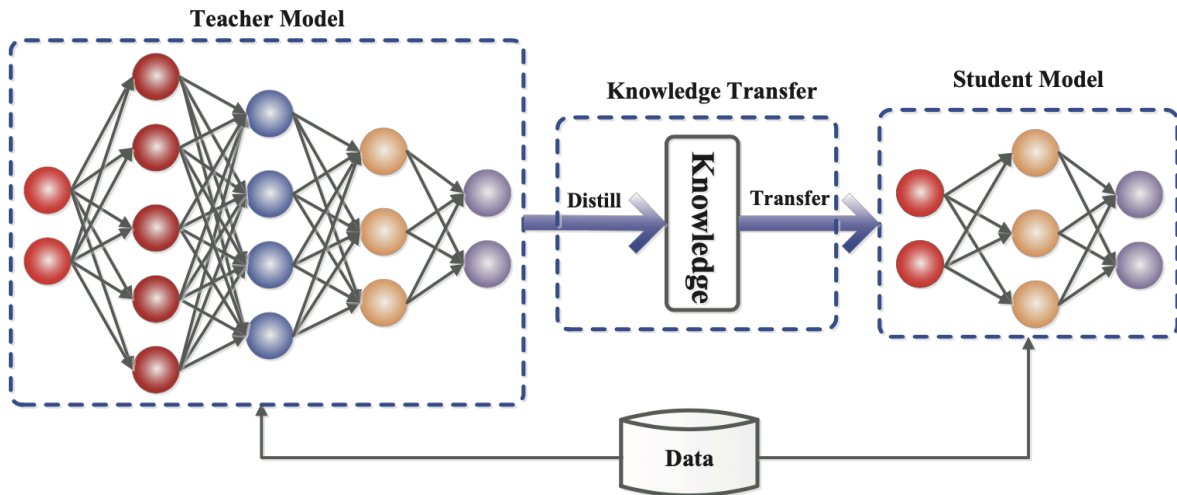 Teacher Model
Student Model
Knowledge Transfer
Distill
Knowledge
Transfer
Data